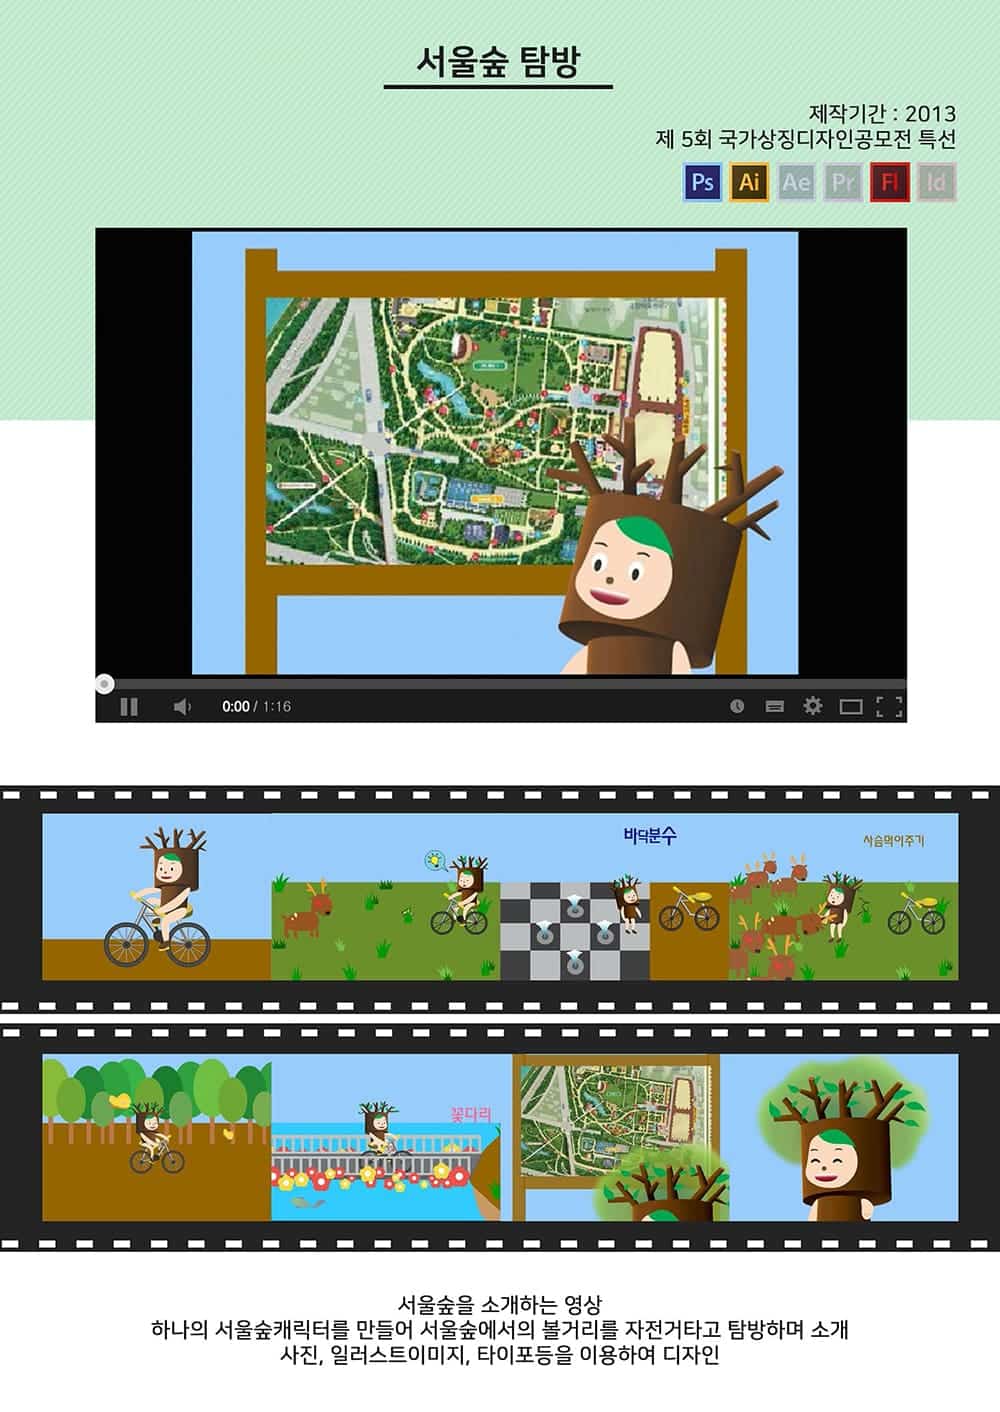 서울숲 탐방
제작기간 : 2013
제 5회 국가상징디자인공모전 특선
Ps Ai Ae Pr Fl Id
0:00 / 1:16
바닥분수
사슴먹이주기
꽃다리
서울숲을 소개하는 영상
하나의 서울숲캐릭터를 만들어 서울숲에서의 볼거리를 자전거타고 탐방하며 소개
사진, 일러스트이미지, 타이포등을 이용하여 디자인